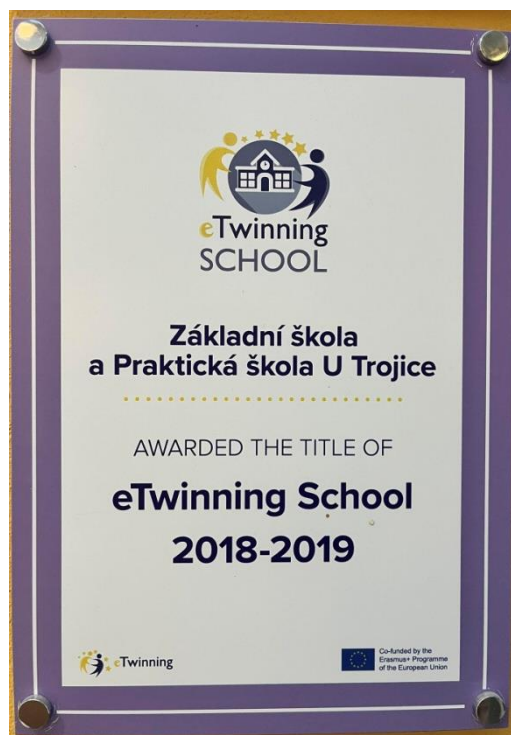 eTwinning
SCHOOL
Základní škola
a Praktická škola U Trojice
AWARDED THE TITLE OF
eTwinning School
2018-2019
eTwinning
Co-funded by the
Erasmus+ Programme
of the European Union